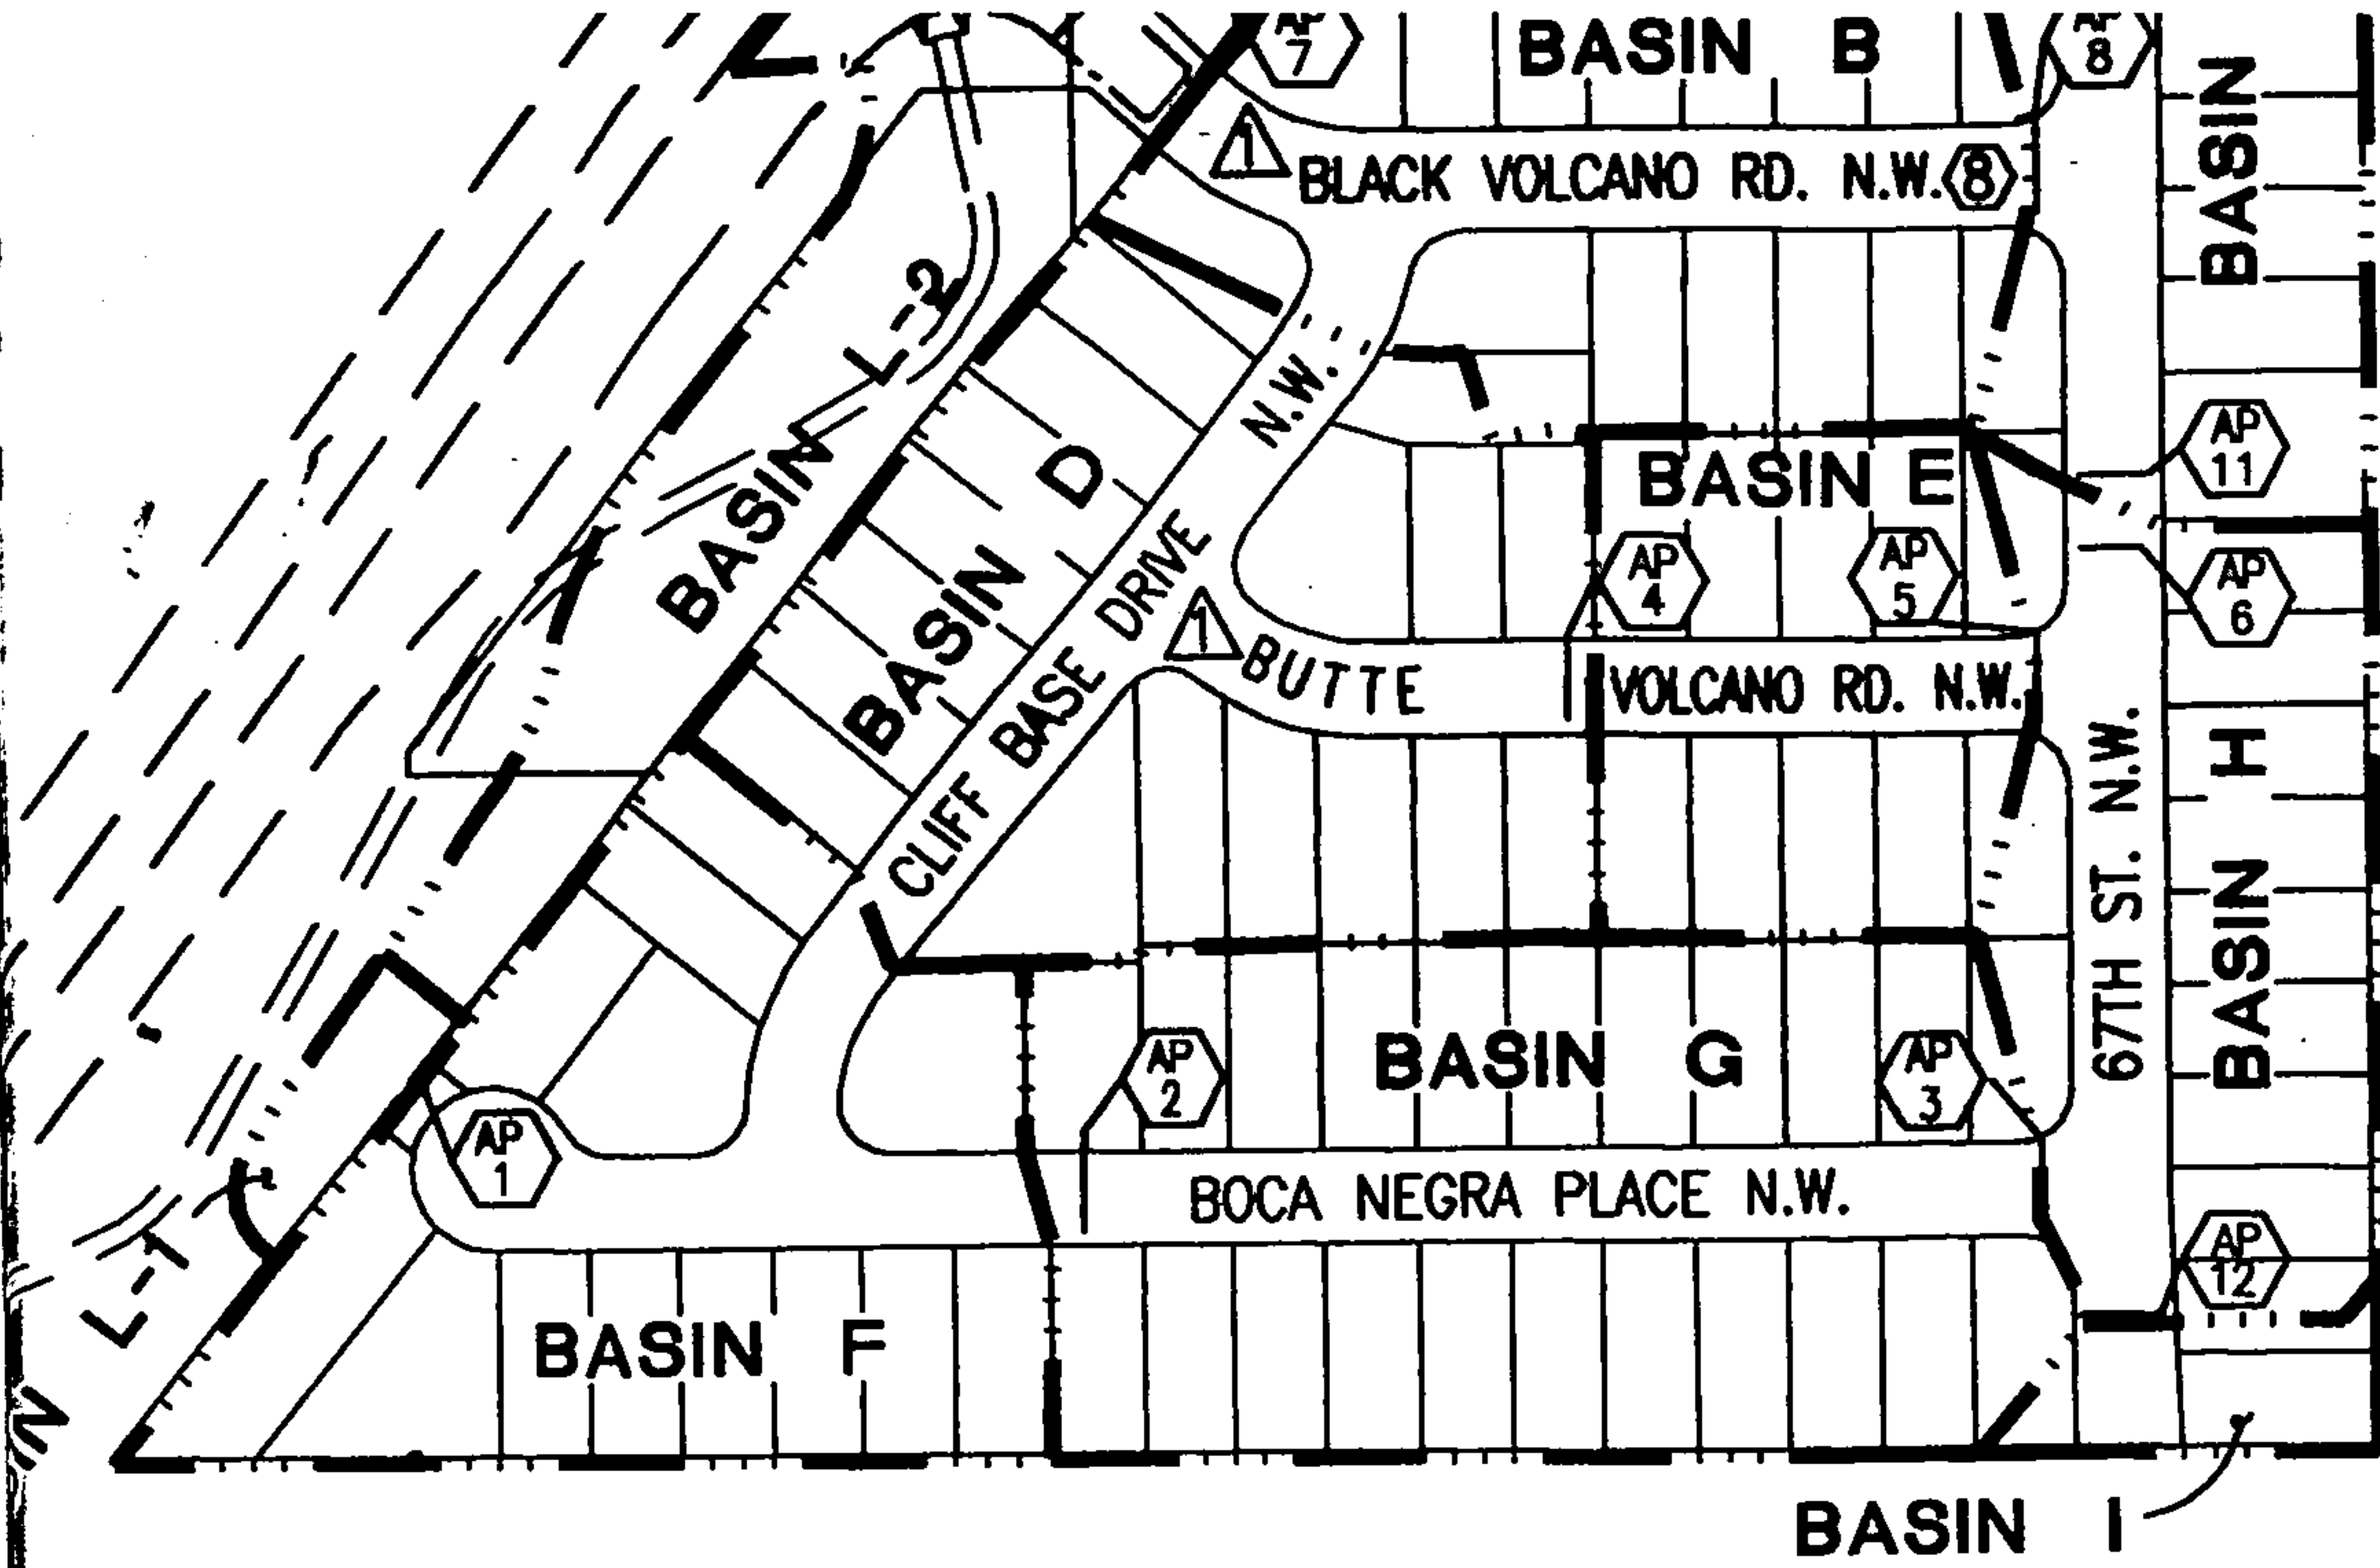 AP
7
BASIN B
AP
8
BASIN
1
BLACK VOLCANO RD. N.W.
8
BASIN L-2
N.W.
BASIN D
CLIFF BASE DRIVE
BASIN E
AP
11
AP
4
AP
5
AP
6
1
BUTTE VOLCANO RD. N.W.
67TH ST. N.W.
BASIN H
AP
2
BASIN G
AP
3
AP
1
BOCA NEGRA PLACE N.W.
AP
12
L-1
N
BASIN F
BASIN I